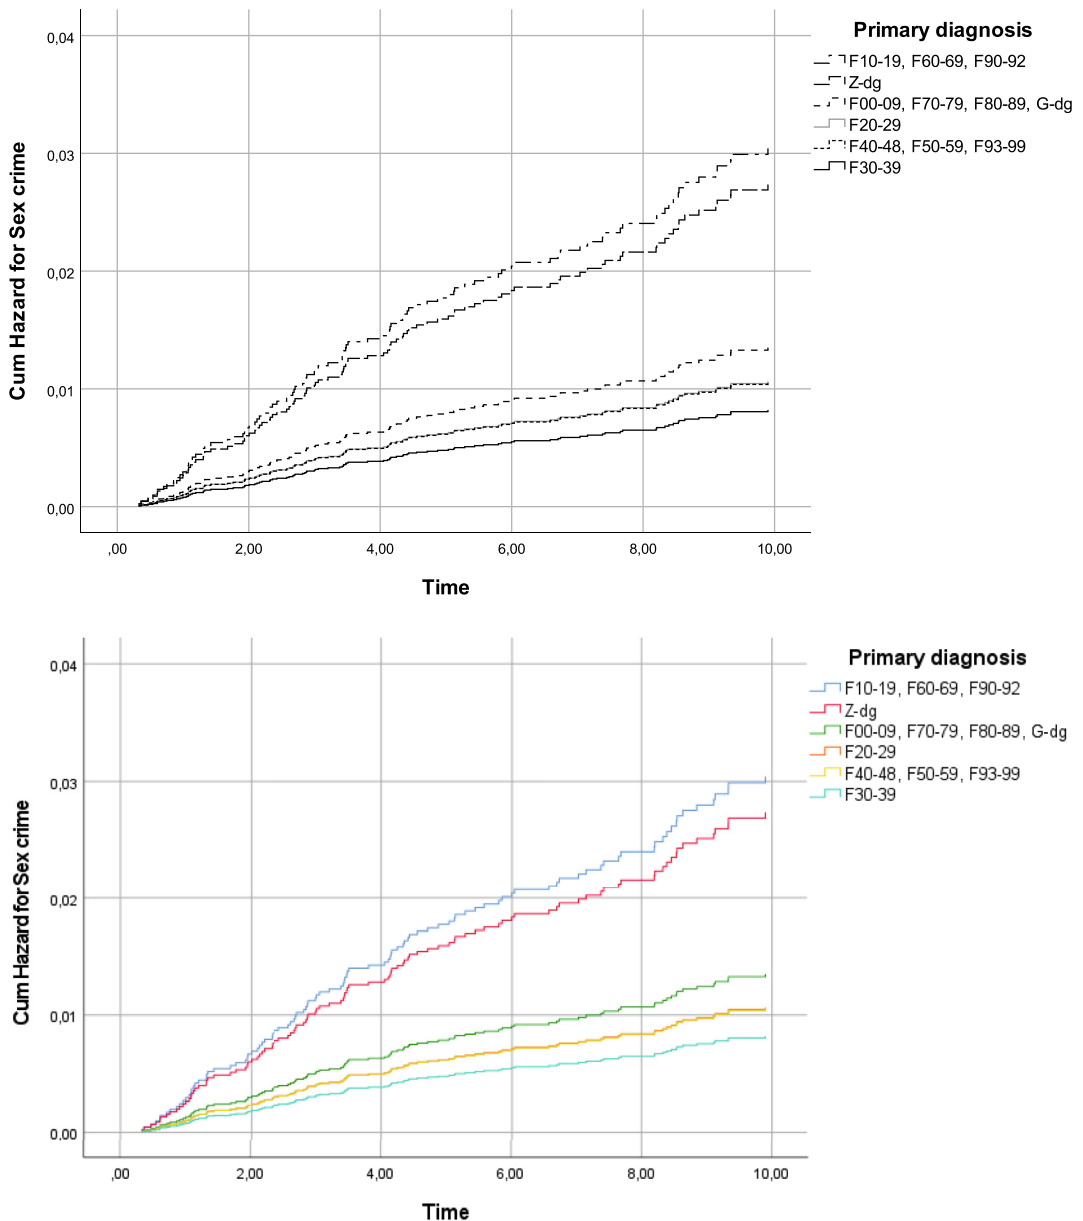 Primary diagnosis
F10-19, F60-69, F90-92
Z-dg
F00-09, F70-79, F80-89, G-dg
F20-29
F40-48, F50-59, F93-99
F30-39
0,04
0,03
0,02
0,01
0,00
Cum Hazard for Sex crime
,00 2,00 4,00 6,00 8,00 10,00
Time
Primary diagnosis
F10-19, F60-69, F90-92
Z-dg
F00-09, F70-79, F80-89, G-dg
F20-29
F40-48, F50-59, F93-99
F30-39
0,04
0,03
0,02
0,01
0.00
Cum Hazard for Sex crime
,00 2,00 4,00 6,00 8,00 10,00
Time